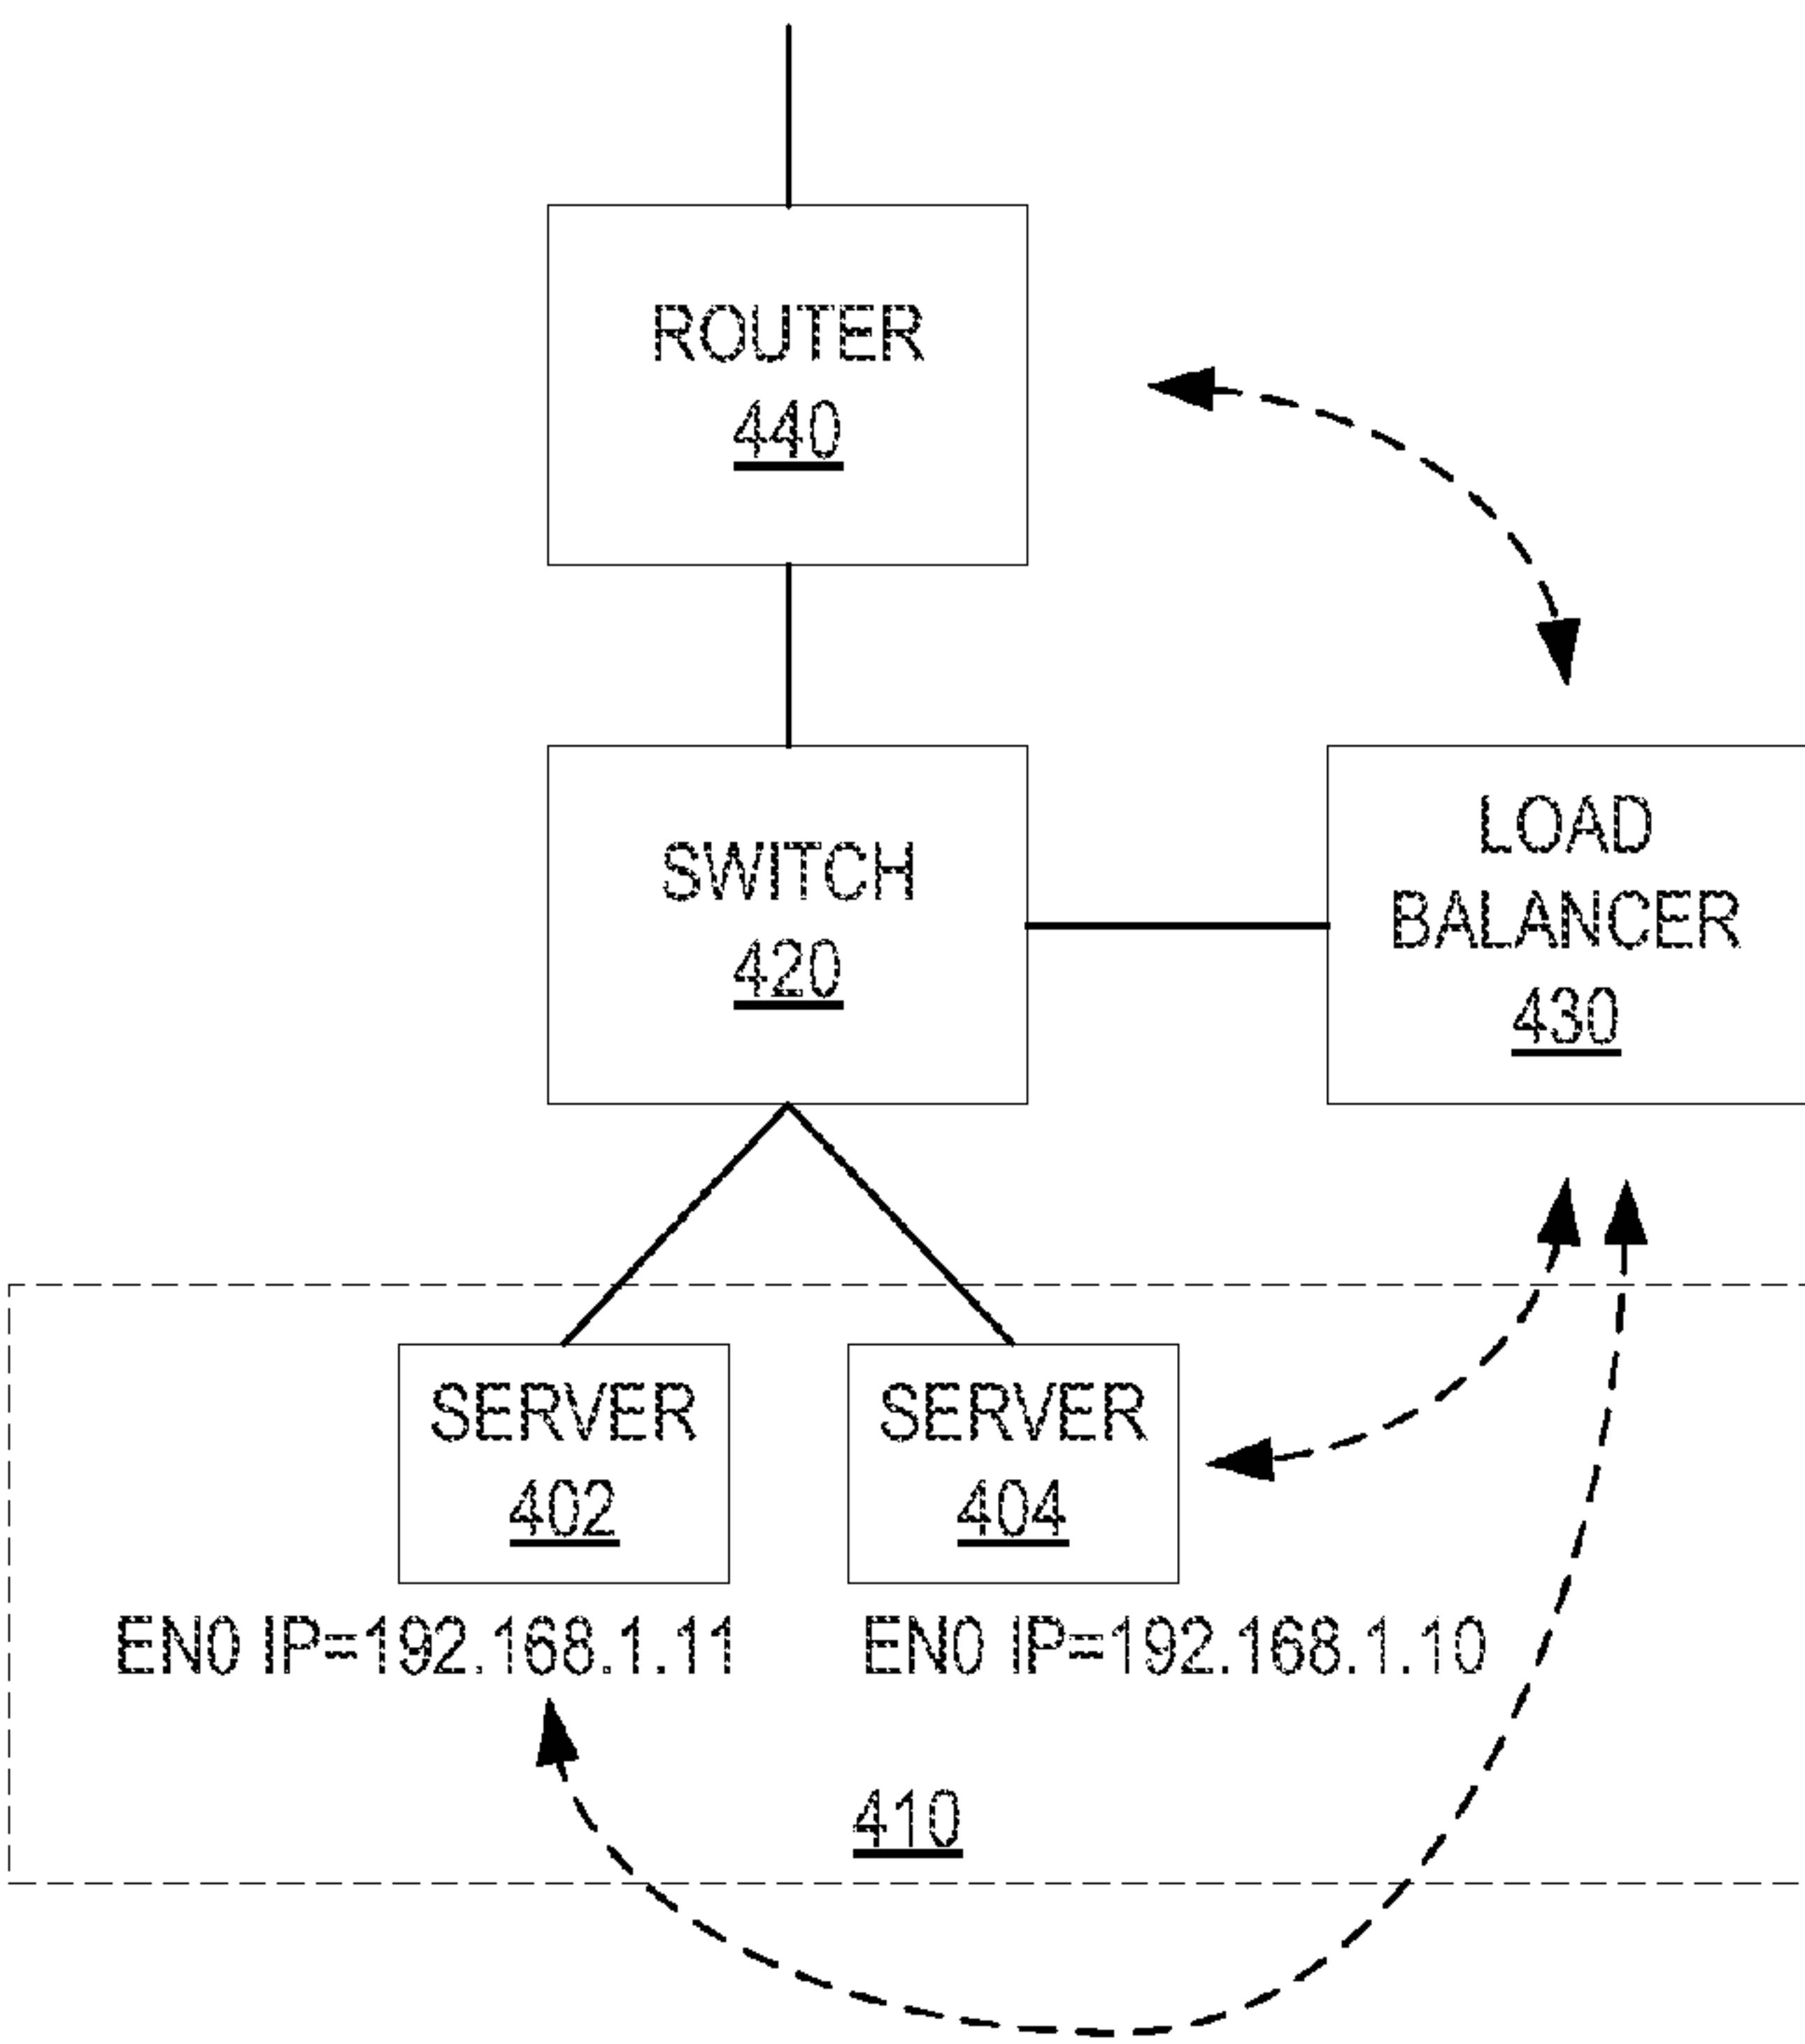 ROUTER
440
SWITCH
420
LOAD
BALANCER
430
SERVER
402
SERVER
404
EN0 IP=192.168.1.11
EN0 IP=192.168.1.10
410